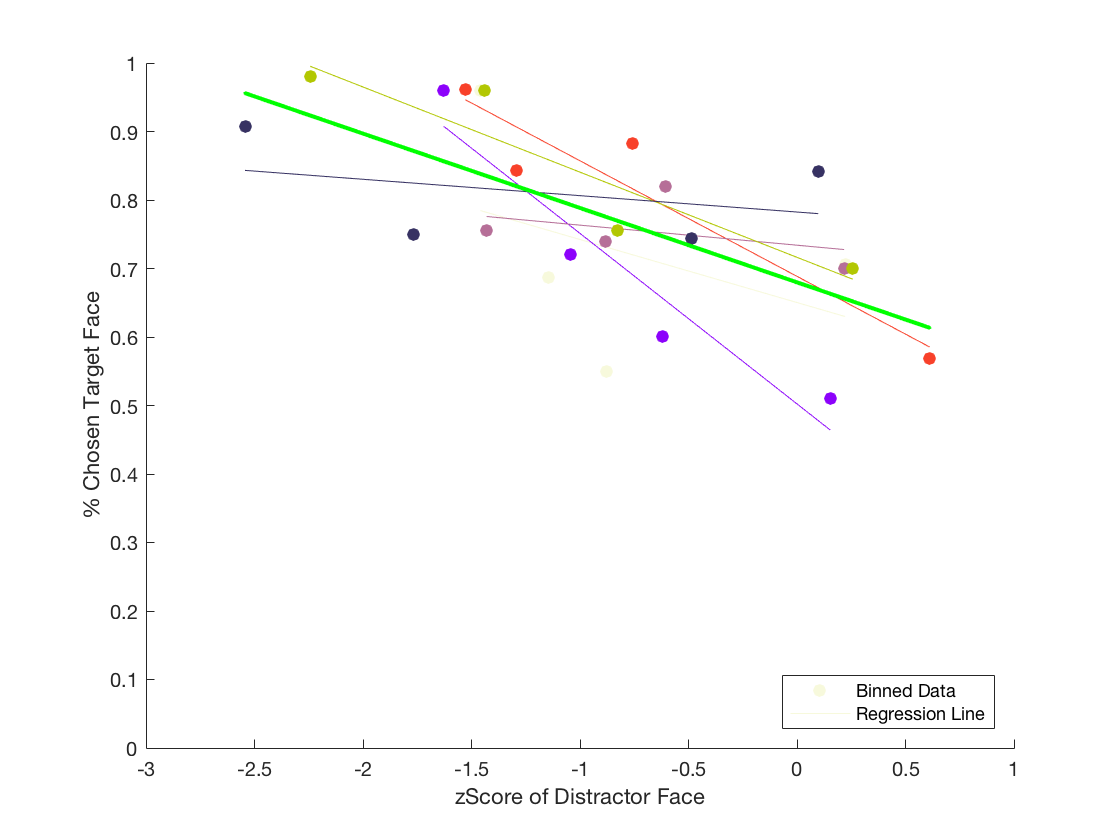 1
0.9
0.8
0.7
0.6
0.5
0.4
0.3
0.2
0.1
0
% Chosen Target Face
Binned Data
Regression Line
-3 -2.5 -2 -1.5 -1 -0.5 0 0.5 1
zScore of Distractor Face